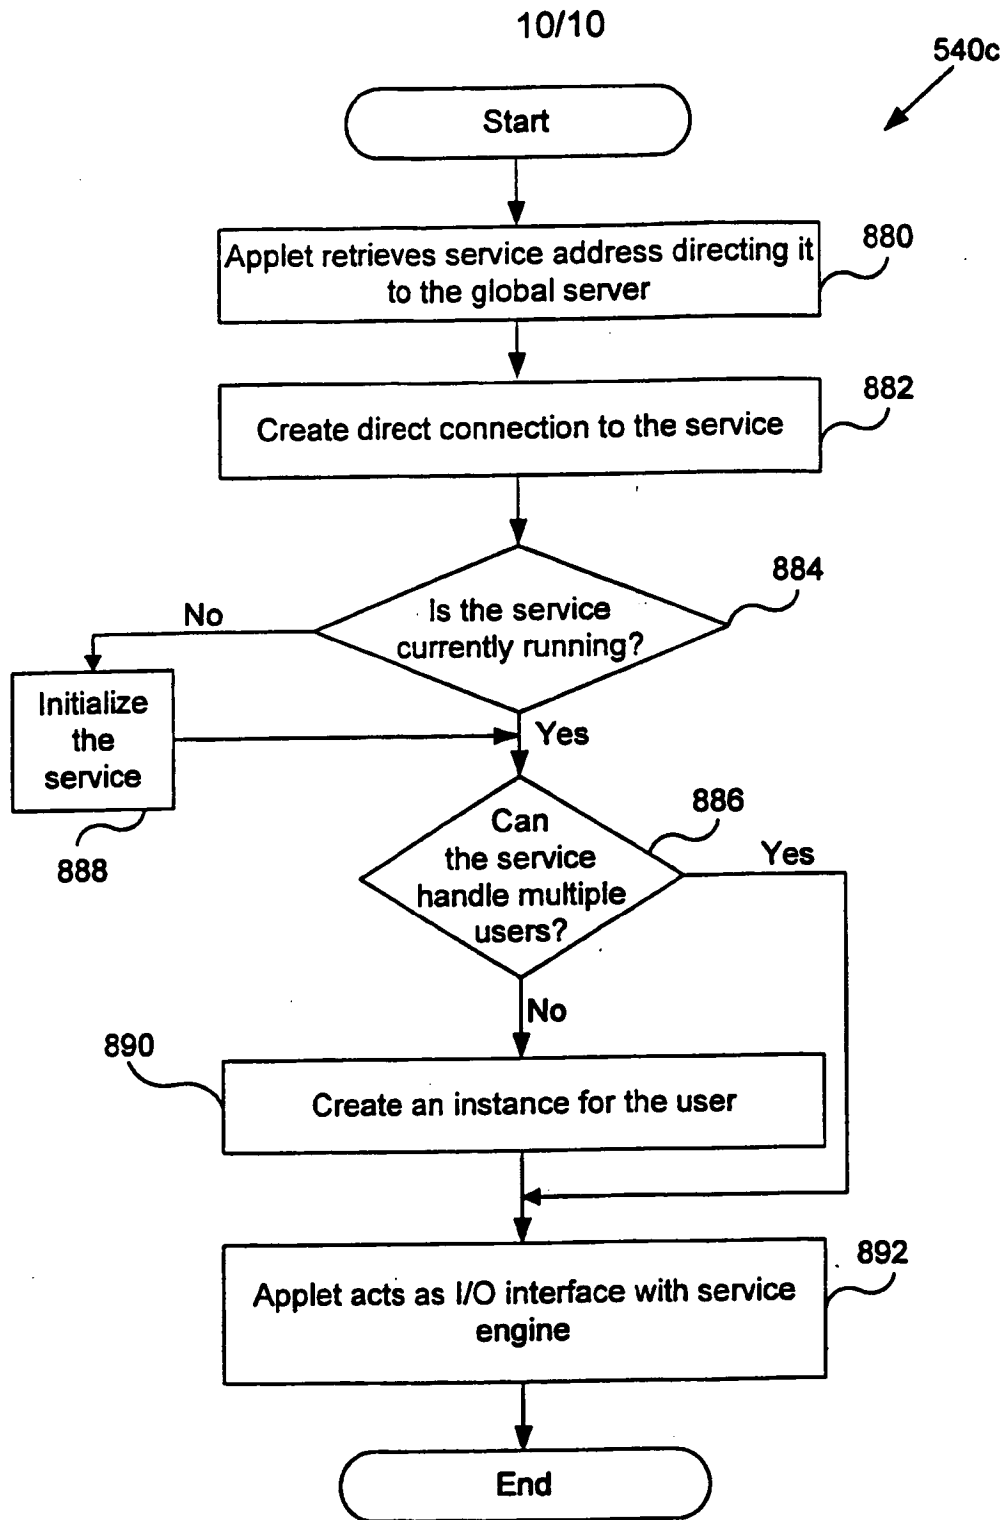 10/10
540c
Start
Applet retrieves service address directing it
to the global server
880
Create direct connection to the service
882
Is the service
currently running?
884
No
Initialize
the
service
888
Yes
Can
the service
handle multiple
users?
886
Yes
No
890
Create an instance for the user
Applet acts as I/O interface with service
engine
892
End